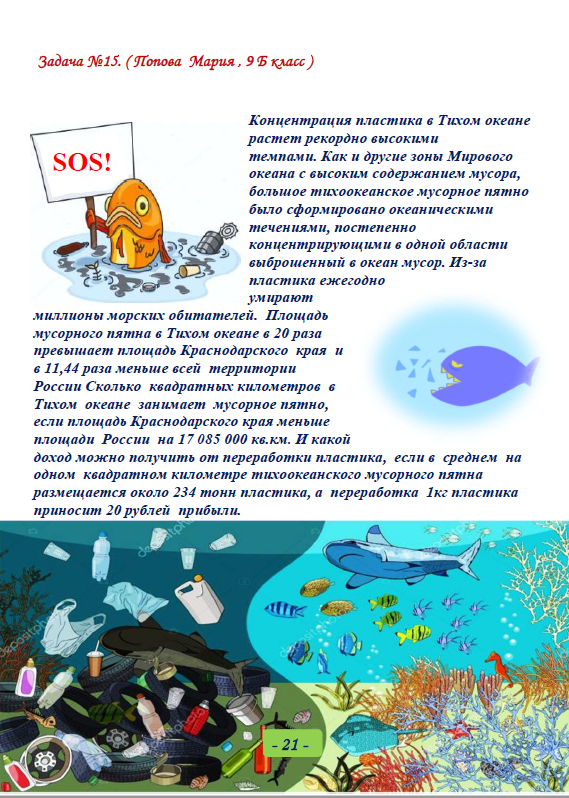 Задача №15. ( Попова Мария , 9 Б класс )
SOS!
Концентрация пластика в Тихом океане
растет рекордно высокими
темпами. Как и другие зоны Мирового
океана с высоким содержанием мусора,
большое тихоокеанское мусорное пятно
было сформировано океаническими
течениями, постепенно
концентрирующими в одной области
выброшенный в океан мусор. Из-за
пластика ежегодно
умирают
миллионы морских обитателей. Площадь
мусорного пятна в Тихом океане в 20 раза
превышает площадь Краснодарского края и
в 11,44 раза меньше всей территории
России Сколько квадратных километров в
Тихом океане занимает мусорное пятно,
если площадь Краснодарского края меньше
площади России на 17 085 000 кв.км. И какой
доход можно получить от переработки пластика, если в среднем на
одном квадратном километре тихоокеанского мусорного пятна
размещается около 234 тонн пластика, а переработка 1кг пластика
приносит 20 рублей прибыли.
- 21 -